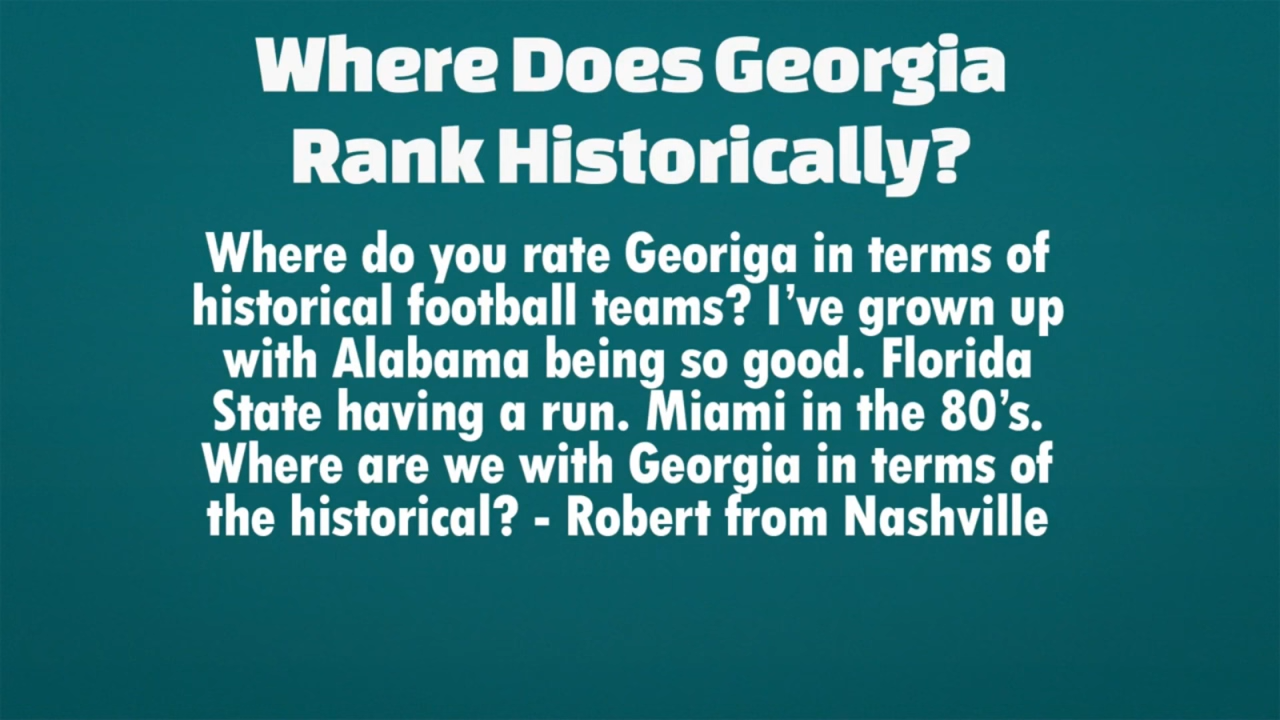 Where Does Georgia
Rank Historically?
Where do you rate Georiga in terms of
historical football teams? I’ve grown up
with Alabama being so good. Florida
State having a run. Miami in the 80’s.
Where are we with Georgia in terms of
the historical? - Robert from Nashville